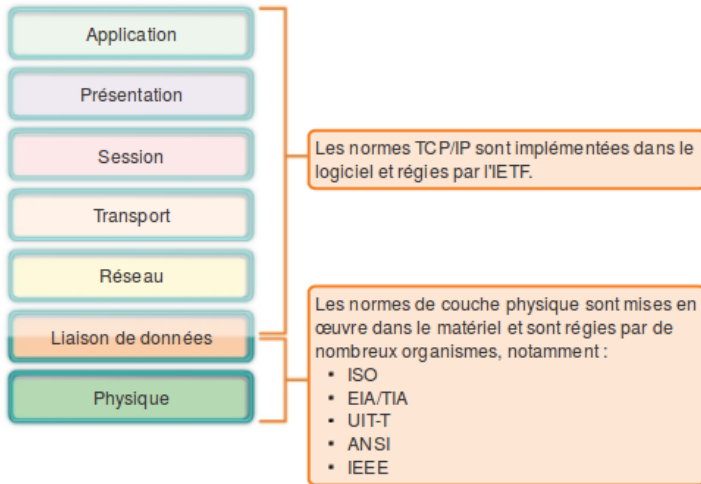 Application
Présentation
Session
Transport
Réseau
Liaison de données
Physique
Les normes TCP/IP sont implémentées dans le
logiciel et régies par l'IETF.
Les normes de couche physique sont mises en
œuvre dans le matériel et sont régies par de
nombreux organismes, notamment :
▪ ISO
▪ EIA/TIA
▪ UIT-T
▪ ANSI
▪ IEEE